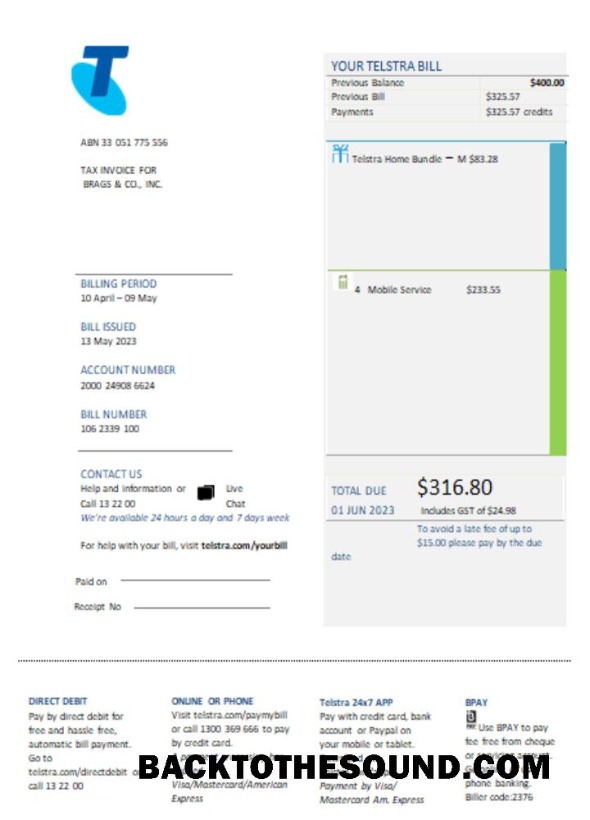 T
ABN 33 051 775 556
TAX INVOICE FOR
BRAGS & CO., INC.
BILLING PERIOD
10 April – 09 May
BILL ISSUED
13 May 2023
ACCOUNT NUMBER
2000 24908 6624
BILL NUMBER
106 2339 100
CONTACT US
Help and information or Live
Call 13 22 00 Chat
We're available 24 hours a day and 7 days week
For help with your bill, visit telstra.com/yourbill
Paid on
Receipt No
YOUR TELSTRA BILL
Previous Balance $400.00
Previous Bill $325.57
Payments $325.57 credits
Telstra Home Bundle – M $83.28
4 Mobile Service $233.55
TOTAL DUE $316.80
01 JUN 2023 Includes GST of $24.98
To avoid a late fee of up to
$15.00 please pay by the due
date
DIRECT DEBIT
Pay by direct debit for
free and hassle free,
automatic bill payment.
Go to
telstra.com/directdebit or
call 13 22 00
ONLINE OR PHONE
Visit telstra.com/paymybill
or call 1300 369 666 to pay
by credit card.
Visa/Mastercard/American
Express
Telstra 24x7 APP
Pay with credit card, bank
account or Paypal on
your mobile or tablet.
Payment by Visa/
Mastercard Am. Express
BPAY
Use BPAY to pay
fee free from cheque
or savings account.
phone banking.
Biller code:2376
BACKTOTHESOUND.COM